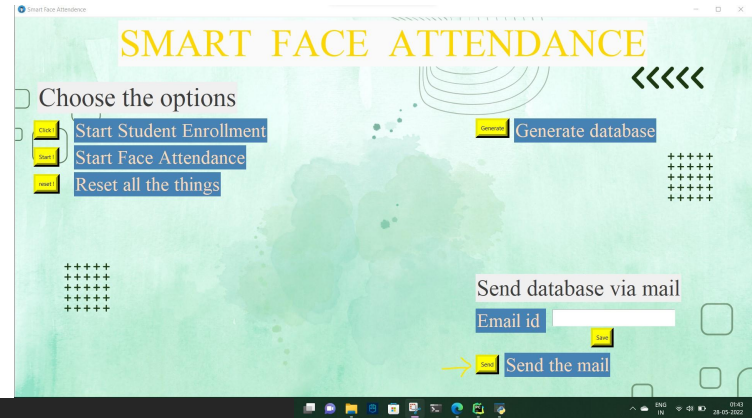 Smart Face Attendence
SMART FACE ATTENDANCE
Choose the options
Click !
Start Student Enrollment
Start !
Start Face Attendance
reset !
Reset all the things
Generate
Generate database
Send database via mail
Email id
Save
Send
Send the mail
ENG
IN
01:43
28-05-2022